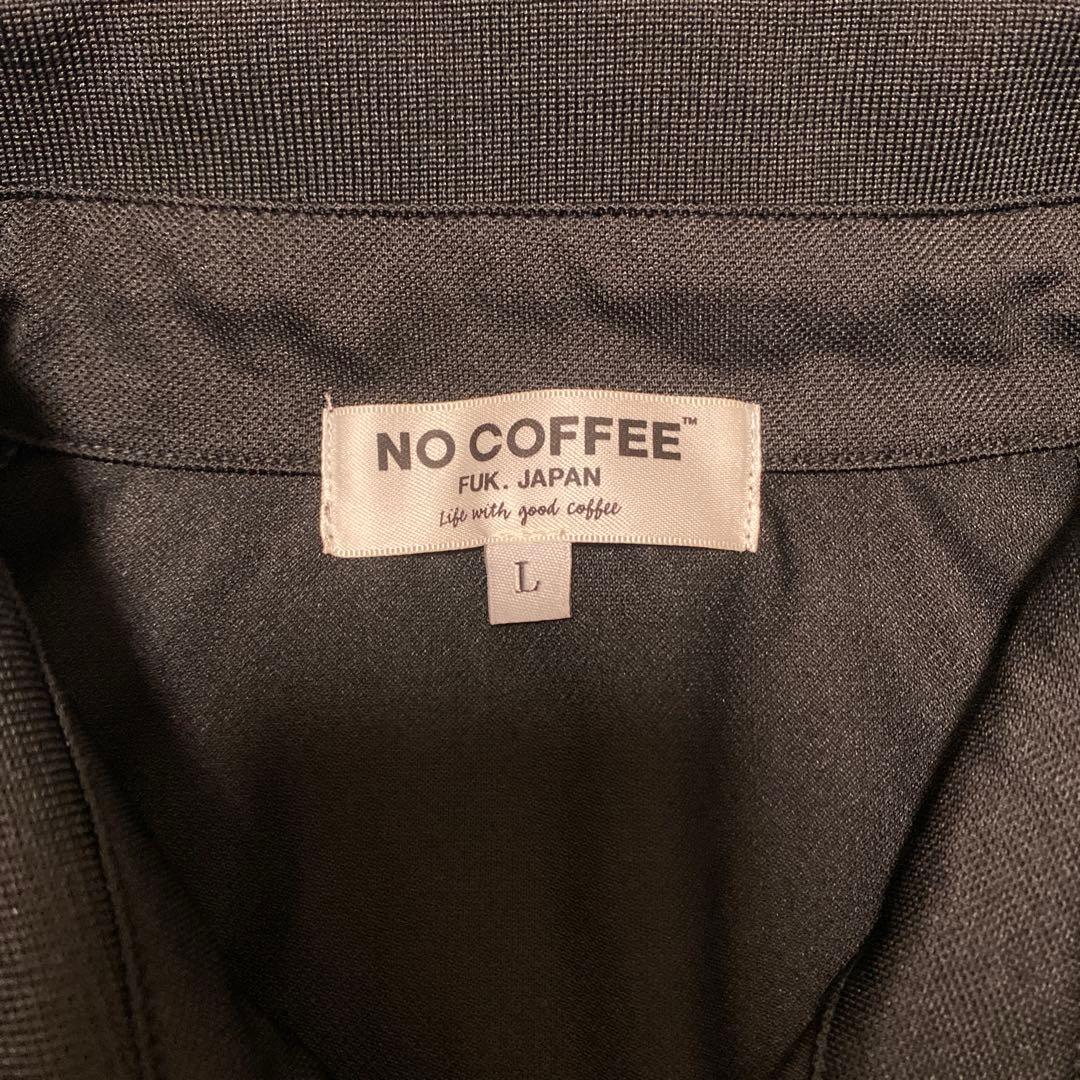 NO COFFEE™
FUK. JAPAN
Life with good coffee
L